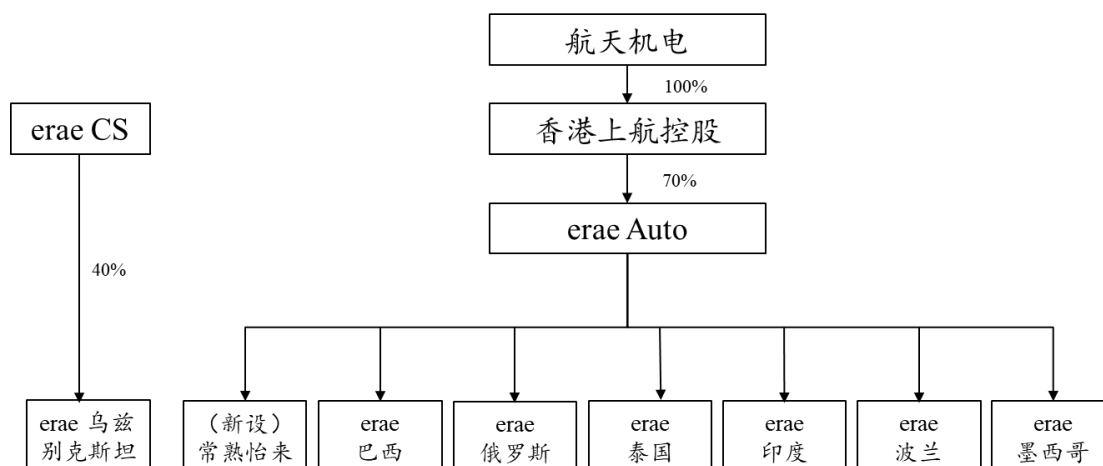 航天机电
100%
erae CS
香港上航控股
70%
erae Auto
40%
erae 乌兹
别克斯坦
（新设）
常熟怡来
erae
巴西
erae
俄罗斯
erae
泰国
erae
印度
erae
波兰
erae
墨西哥